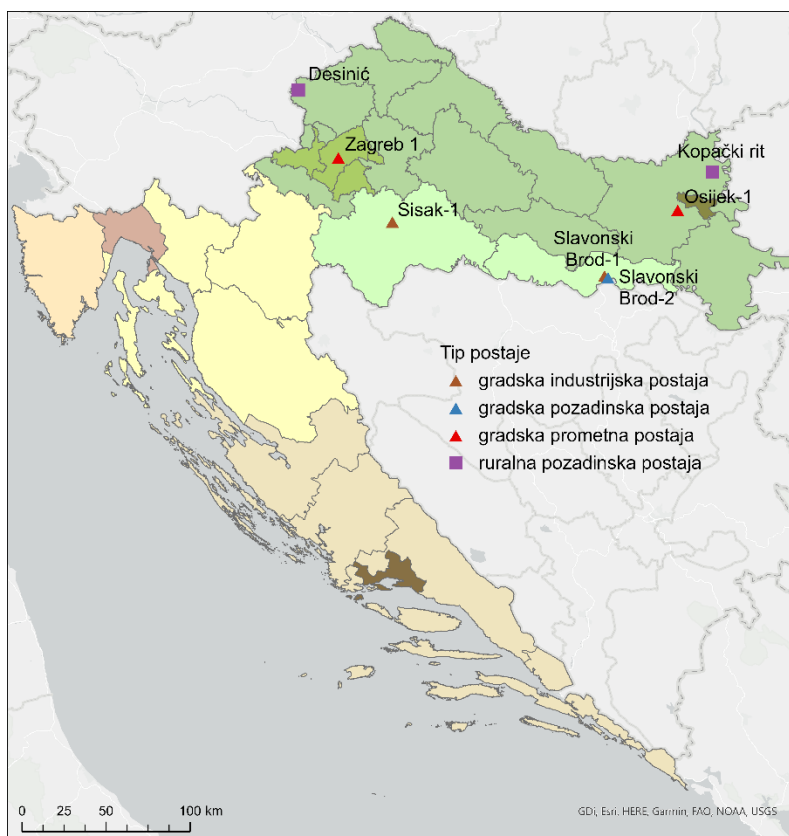 Desinić
Zagreb 1
Kopački rit
Sisak-1
Osijek-1
Slavonski
Brod-1
Slavonski
Brod-2
Tip postaje
gradska industrijska postaja
gradska pozadinska postaja
gradska prometna postaja
ruralna pozadinska postaja
0 25 50 100 km
GDi, Esri, HERE, Garmin, FAO, NOAA, USGS